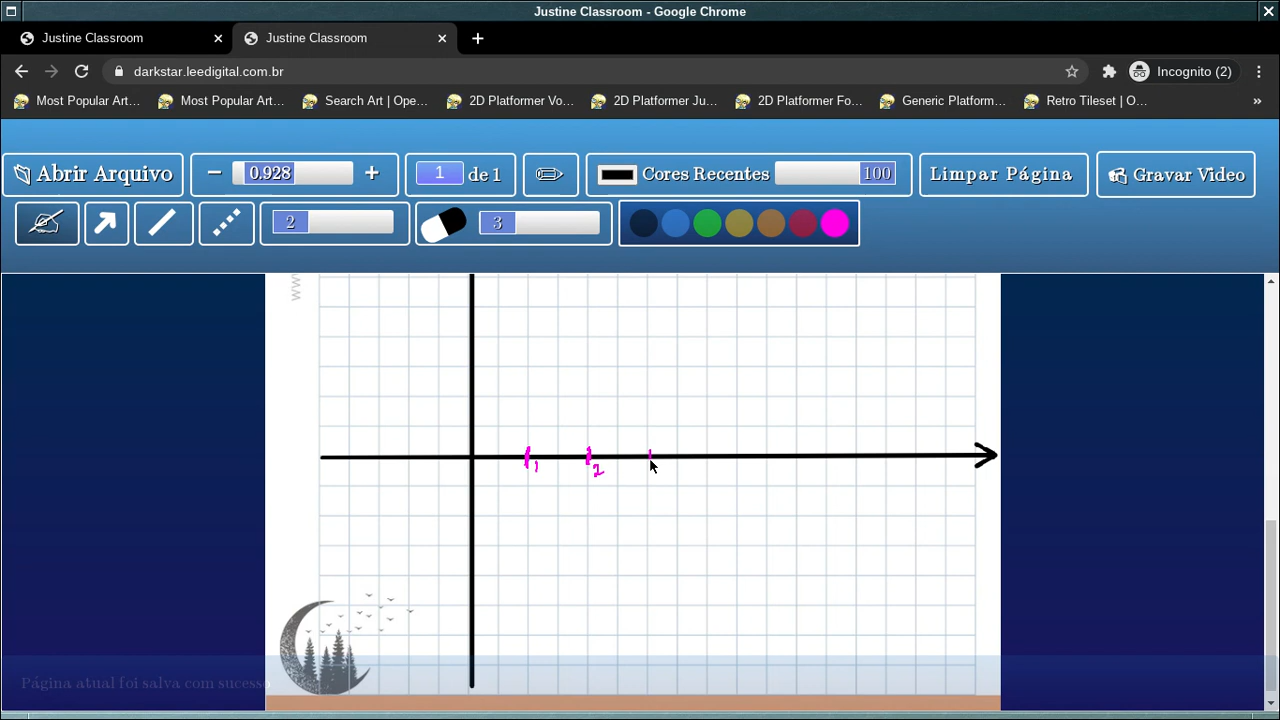 Justine Classroom - Google Chrome
Justine Classroom
Justine Classroom
darkstar.leedigital.com.br
Incognito (2)
Most Popular Art…
Most Popular Art…
Search Art | Ope…
2D Platformer Vo…
2D Platformer Ju…
2D Platformer Fo…
Generic Platform…
Retro Tileset | O…
Abrir Arquivo
− 0.928 +
1 de 1
Cores Recentes 100
Limpar Página
Gravar Video
2
3
1
2
Página atual foi salva com sucesso